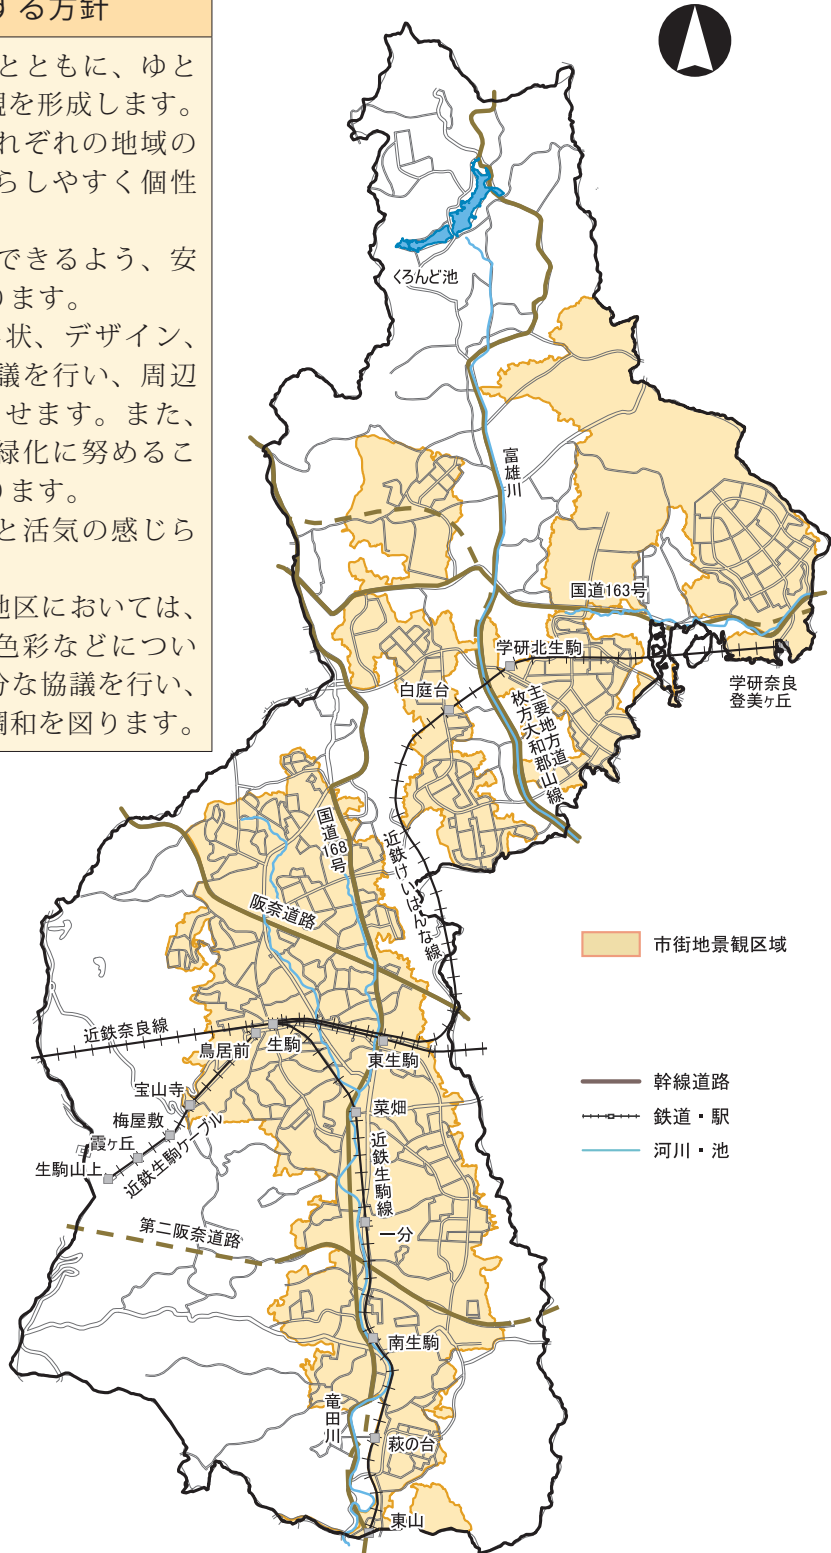 する方針
とともに、ゆと
観を形成します。
れぞれの地域の
らしやすく個性
できるよう、安
ります。
状、デザイン、
議を行い、周辺
せます。また、
緑化に努めるこ
ります。
と活気の感じら
地区においては、
色彩などについ
分な協議を行い、
調和を図ります。
くろんど池
富雄川
国道163号
学研北生駒
白庭台
学研奈良
登美ヶ丘
主要地方道
枚方大和郡山線
国道168号
近鉄けいはんな線
阪奈道路
市街地景観区域
近鉄奈良線
鳥居前
生駒
東生駒
幹線道路
宝山寺
菜畑
鉄道・駅
梅屋敷
霞ヶ丘
近鉄生駒ケーブル
近鉄生駒線
河川・池
生駒山上
第二阪奈道路
一分
南生駒
竜田川
萩の台
東山